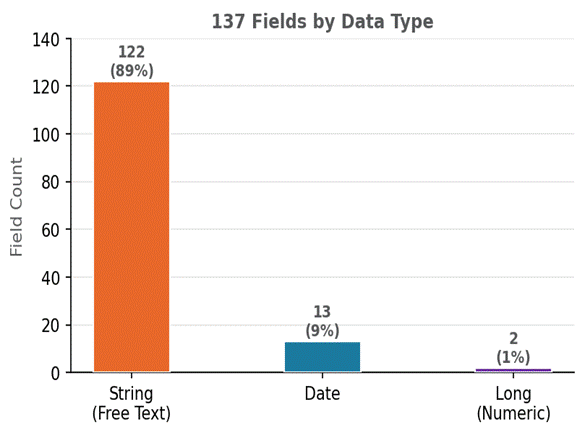 137 Fields by Data Type
Field Count
140
120
100
80
60
40
20
0
122
(89%)
13
(9%)
2
(1%)
String
(Free Text)
Date
Long
(Numeric)